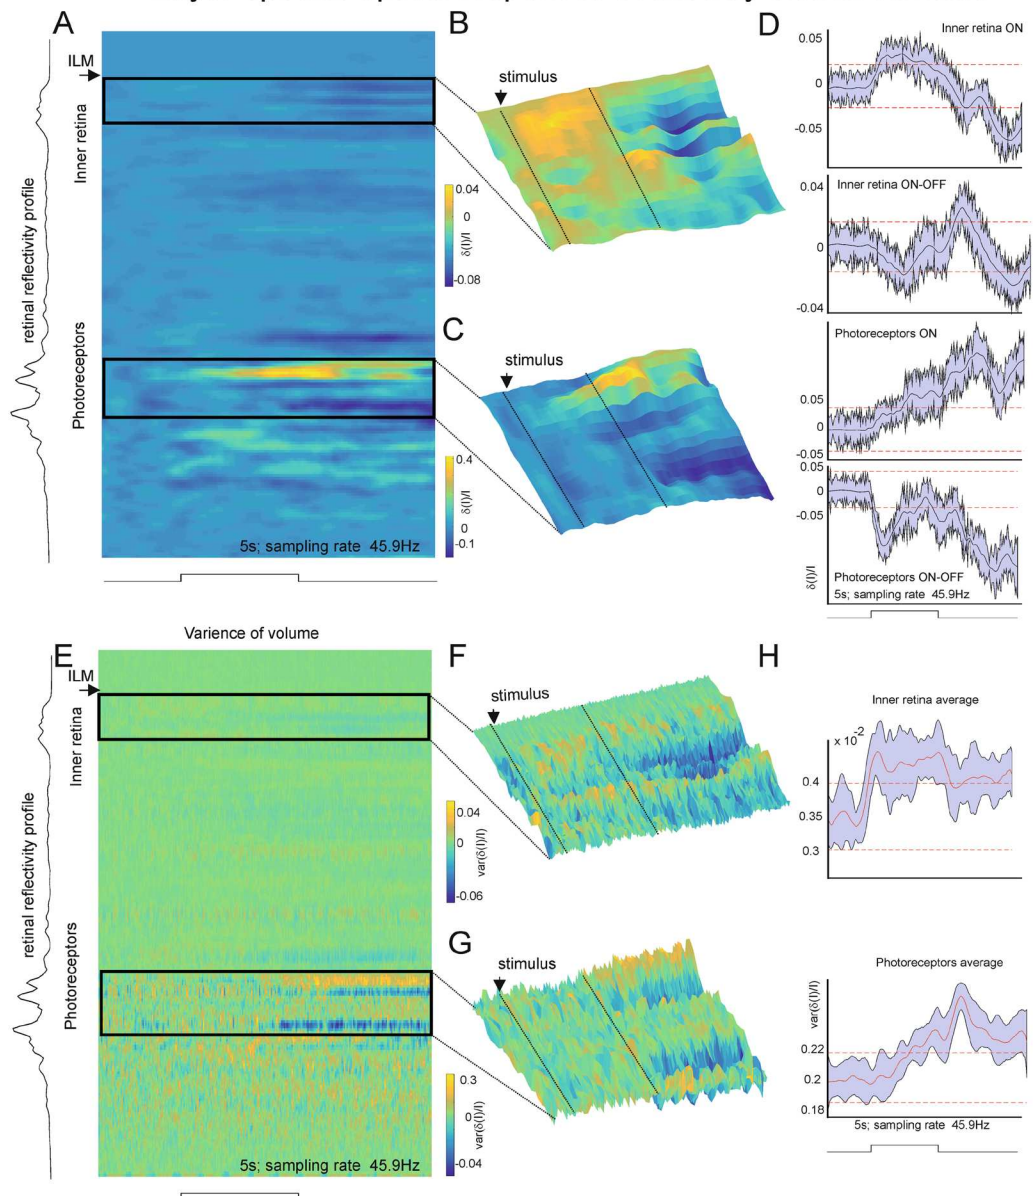 A
ILM
Inner retina
retinal reflectivity profile
Photoreceptors
5s; sampling rate 45.9Hz
B
stimulus
0.04
0
-0.08
δ(I)/I
C
stimulus
0.4
0
-0.1
δ(I)/I
D
Inner retina ON
0.05
0
-0.05
Inner retina ON-OFF
0.04
0
-0.04
Photoreceptors ON
0.05
0
-0.05
0.05
0
-0.05
δ(I)/I
Photoreceptors ON-OFF
5s; sampling rate 45.9Hz
Varience of volume
E
ILM
Inner retina
retinal reflectivity profile
Photoreceptors
5s; sampling rate 45.9Hz
F
stimulus
0.04
0
-0.06
var(δ(I)/I)
G
stimulus
0.3
0
-0.04
var(δ(I)/I)
H
Inner retina average
x 10-2
0.4
0.35
0.3
Photoreceptors average
var(δ(I)/I)
0.22
0.2
0.18
5s; sampling rate 45.9Hz